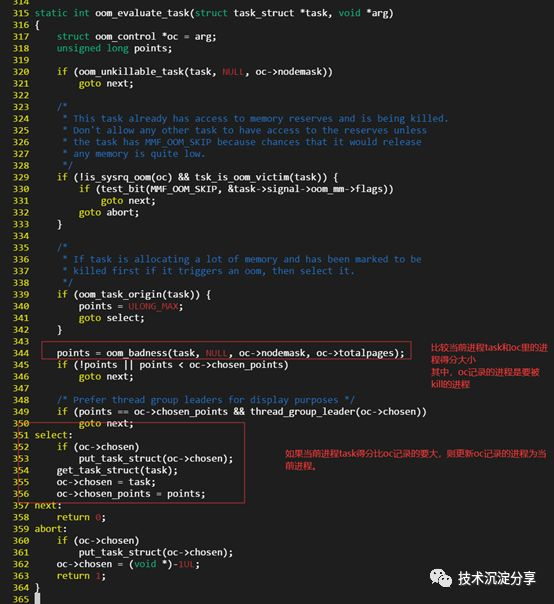 314
315 static int oom_evaluate_task(struct task_struct *task, void *arg)
316 {
317 struct oom_control *oc = arg;
318 unsigned long points;
319
320 if (oom_unkillable_task(task, NULL, oc->nodemask))
321 goto next;
322
323 /*
324 * This task already has access to memory reserves and is being killed.
325 * Don't allow any other task to have access to the reserves unless
326 * the task has MMF_OOM_SKIP because chances that it would release
327 * any memory is quite low.
328 */
329 if (!is_sysrq_oom(oc) && tsk_is_oom_victim(task)) {
330 if (test_bit(MMF_OOM_SKIP, &task->signal->oom_mm->flags))
331 goto next;
332 goto abort;
333 }
334
335 /*
336 * If task is allocating a lot of memory and has been marked to be
337 * killed first if it triggers an oom, then select it.
338 */
339 if (oom_task_origin(task)) {
340 points = ULONG_MAX;
341 goto select;
342 }
343
344 points = oom_badness(task, NULL, oc->nodemask, oc->totalpages);
345 if (!points || points < oc->chosen_points)
346 goto next;
347
348 /* Prefer thread group leaders for display purposes */
349 if (points == oc->chosen_points && thread_group_leader(oc->chosen))
350 goto next;
351 select:
352 if (oc->chosen)
353 put_task_struct(oc->chosen);
354 get_task_struct(task);
355 oc->chosen = task;
356 oc->chosen_points = points;
357 next:
358 return 0;
359 abort:
360 if (oc->chosen)
361 put_task_struct(oc->chosen);
362 oc->chosen = (void *)-1UL;
363 return 1;
364 }
365
比较当前进程task和oc里的进
程得分大小
其中，oc记录的进程是要被
kill的进程
如果当前进程task得分比oc记录的要大，则更新oc记录的进程为当
前进程。
技术沉淀分享